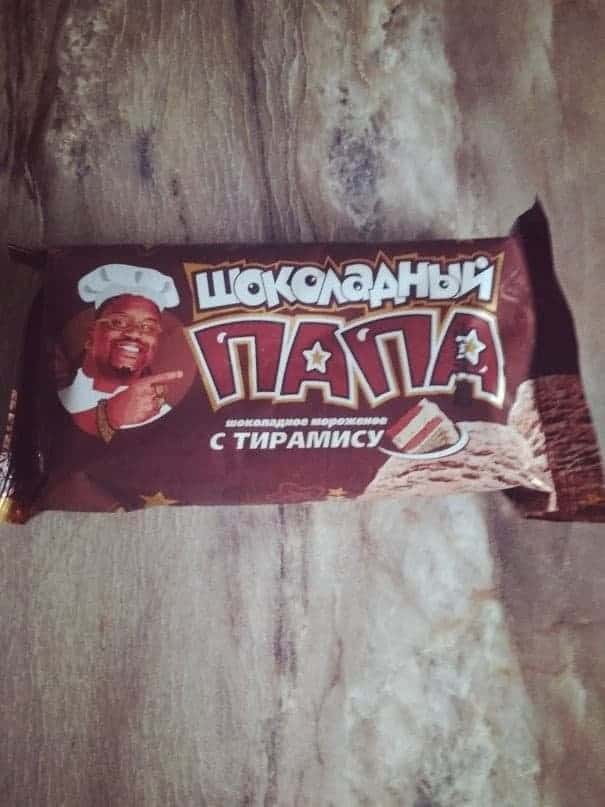 ШОКОЛАДНЫЙ
ПАПА
шоколадное мороженое
С ТИРАМИСУ